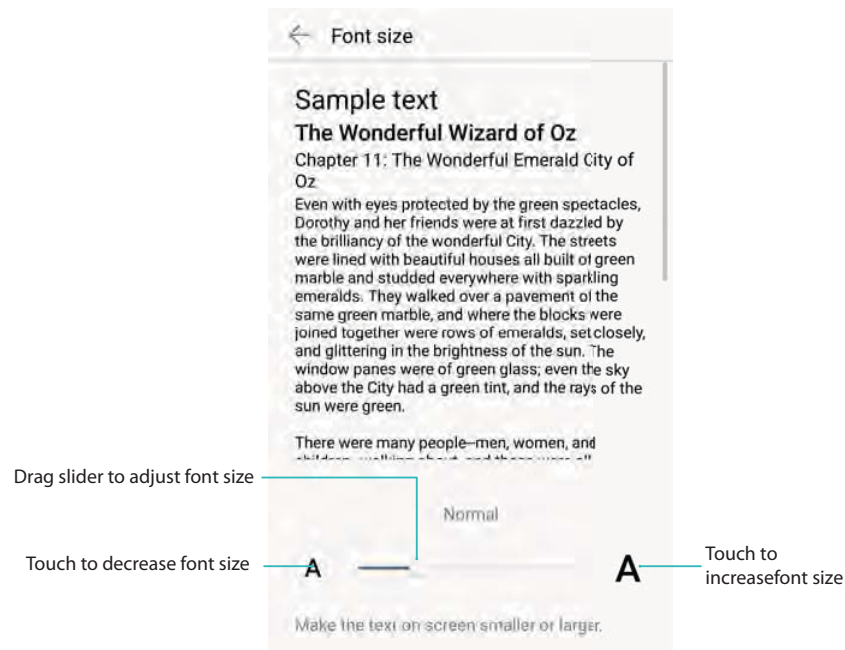 Font size
Sample text
The Wonderful Wizard of Oz
Chapter 11: The Wonderful Emerald City of
Oz
Even with eyes protected by the green spectacles,
Dorothy and her friends were at first dazzled by
the brilliancy of the wonderful City. The streets
were lined with beautiful houses all built of green
marble and studded everywhere with sparkling
emeralds. They walked over a pavement of the
same green marble, and where the blocks were
joined together were rows of emeralds, set closely,
and glittering in the brightness of the sun. The
window panes were of green glass; even the sky
above the City had a green tint, and the rays of the
sun were green.
There were many people–men, women, and
children, walking about, and these were all
Drag slider to adjust font size
Normal
Touch to decrease font size
A
A
Touch to
increasefont size
Make the text on screen smaller or larger.